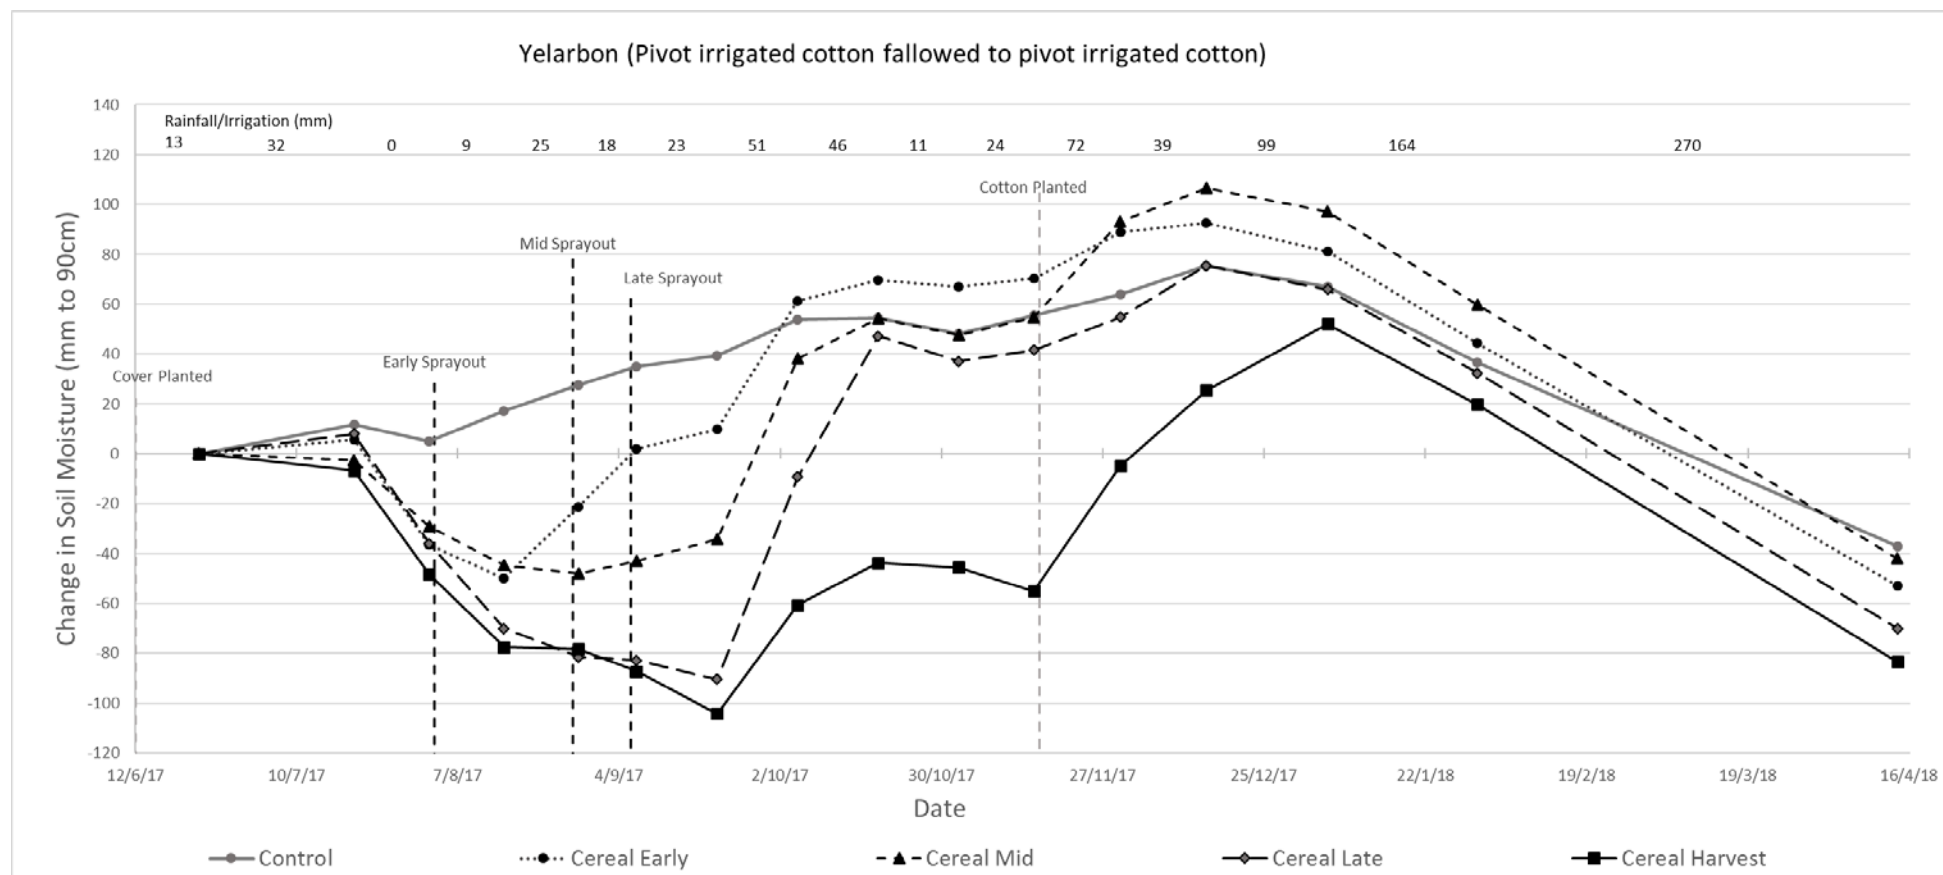 Yelarbon (Pivot irrigated cotton fallowed to pivot irrigated cotton)
140
Rainfall/Irrigation (mm)
13 32 0 9 25 18 23 51 46 11 24 72 39 99 164 270
120
Cotton Planted
100
Mid Sprayout
80
Late Sprayout
60
40
Early Sprayout
Cover Planted
20
0
-20
-40
-60
-80
-100
-120
Change in Soil Moisture (mm to 90cm)
12/6/17 10/7/17 7/8/17 4/9/17 2/10/17 30/10/17 27/11/17 25/12/17 22/1/18 19/2/18 19/3/18 16/4/18
Date
Control Cereal Early Cereal Mid Cereal Late Cereal Harvest